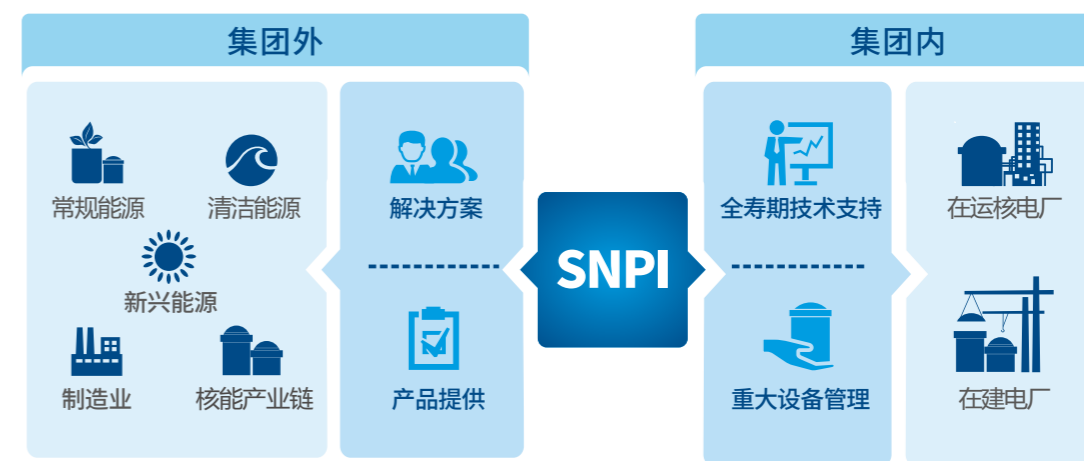 集团外
集团内
常规能源
清洁能源
新兴能源
制造业
核能产业链
解决方案
产品提供
SNPI
全寿期技术支持
重大设备管理
在运核电厂
在建电厂